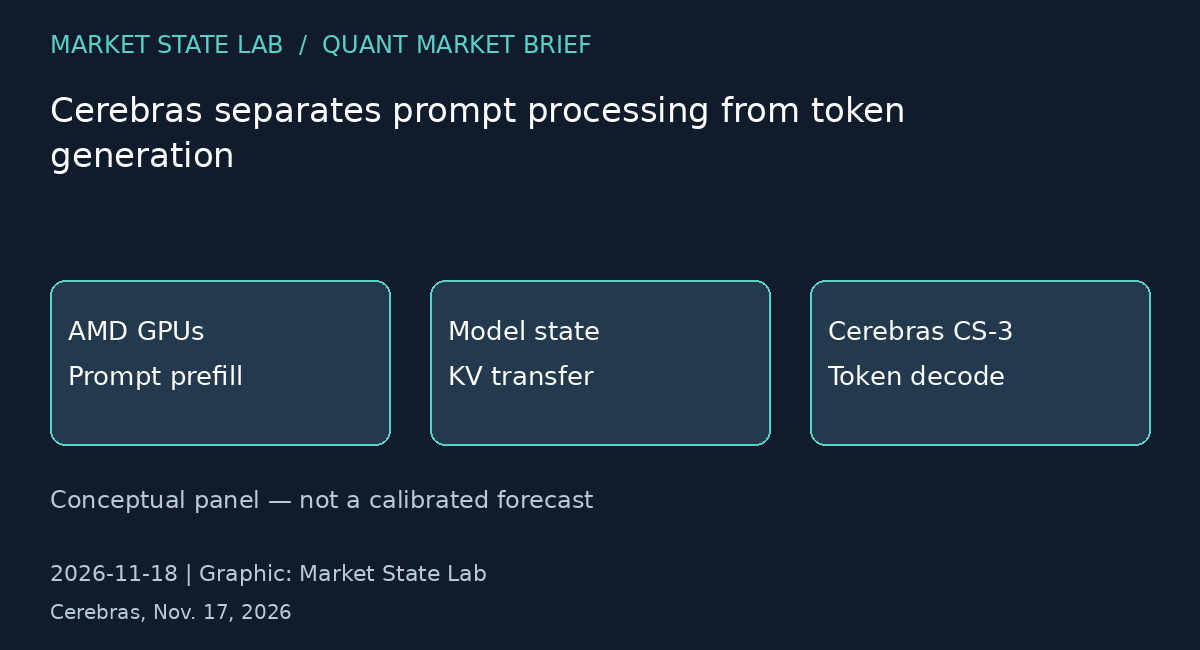 MARKET STATE LAB / QUANT MARKET BRIEF
Cerebras separates prompt processing from token
generation
AMD GPUs
Prompt prefill
Model state
KV transfer
Cerebras CS-3
Token decode
Conceptual panel — not a calibrated forecast
2026-11-18 | Graphic: Market State Lab
Cerebras, Nov. 17, 2026